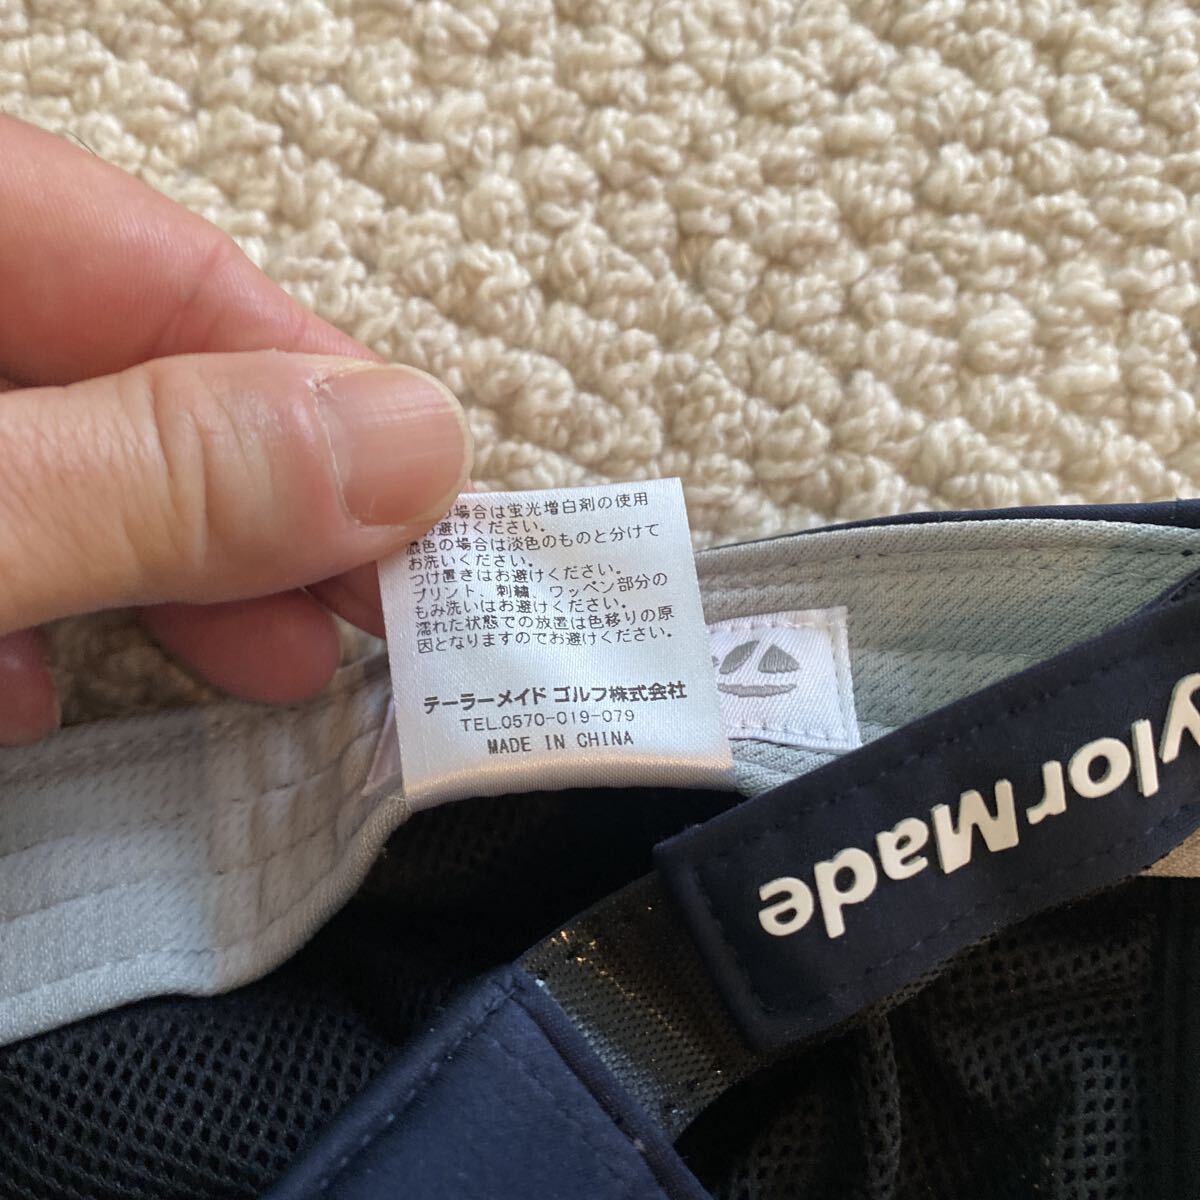 の場合は蛍光増白剤の使用
お避けください。
濃色の場合は淡色のものと分けて
お洗いください。
つけ置きはお避けください。
プリント、刺繍、ワッペン部分の
もみ洗いはお避けください。
濡れた状態での放置は色移りの原
因となりますのでお避けください。
テーラーメイド ゴルフ株式会社
TEL.0570-019-079
MADE IN CHINA
ylorMade